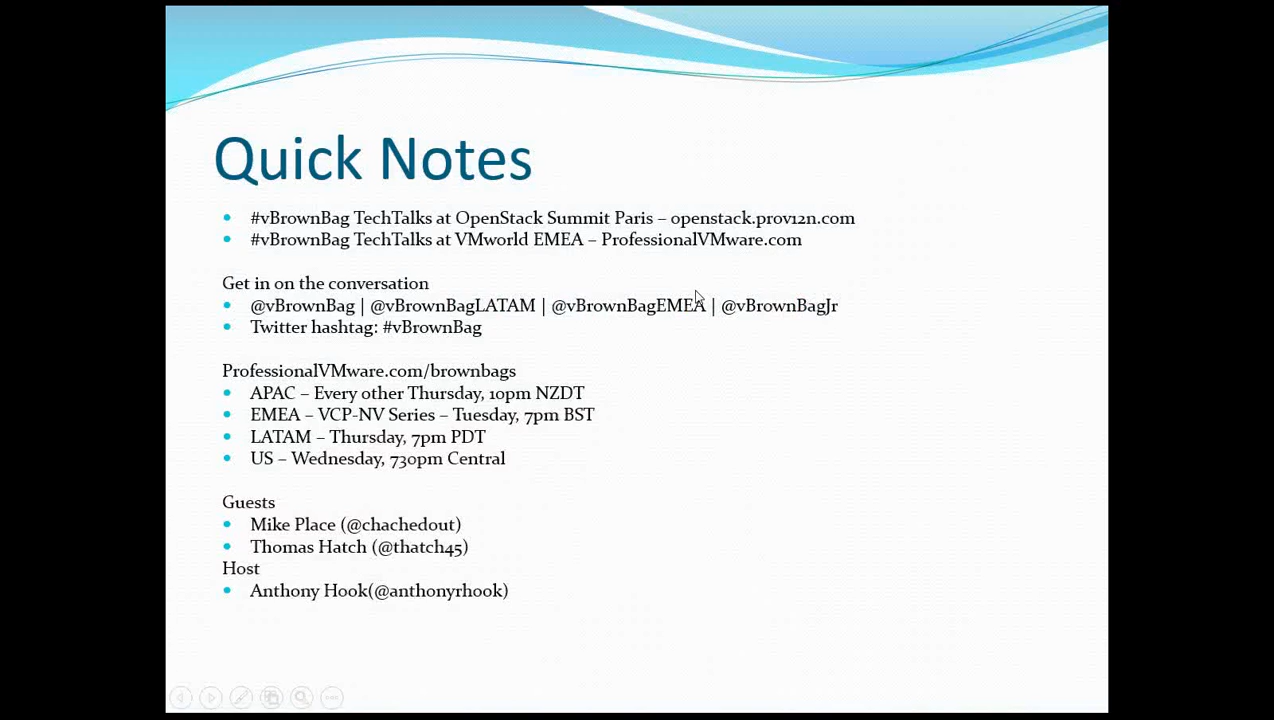 Quick Notes
#vBrownBag TechTalks at OpenStack Summit Paris – openstack.prov12n.com
#vBrownBag TechTalks at VMworld EMEA – ProfessionalVMware.com
Get in on the conversation
@vBrownBag | @vBrownBagLATAM | @vBrownBagEMEA | @vBrownBagJr
Twitter hashtag: #vBrownBag
ProfessionalVMware.com/brownbags
APAC – Every other Thursday, 10pm NZDT
EMEA – VCP-NV Series – Tuesday, 7pm BST
LATAM – Thursday, 7pm PDT
US – Wednesday, 730pm Central
Guests
Mike Place (@chachedout)
Thomas Hatch (@thatch45)
Host
Anthony Hook(@anthonyrhook)